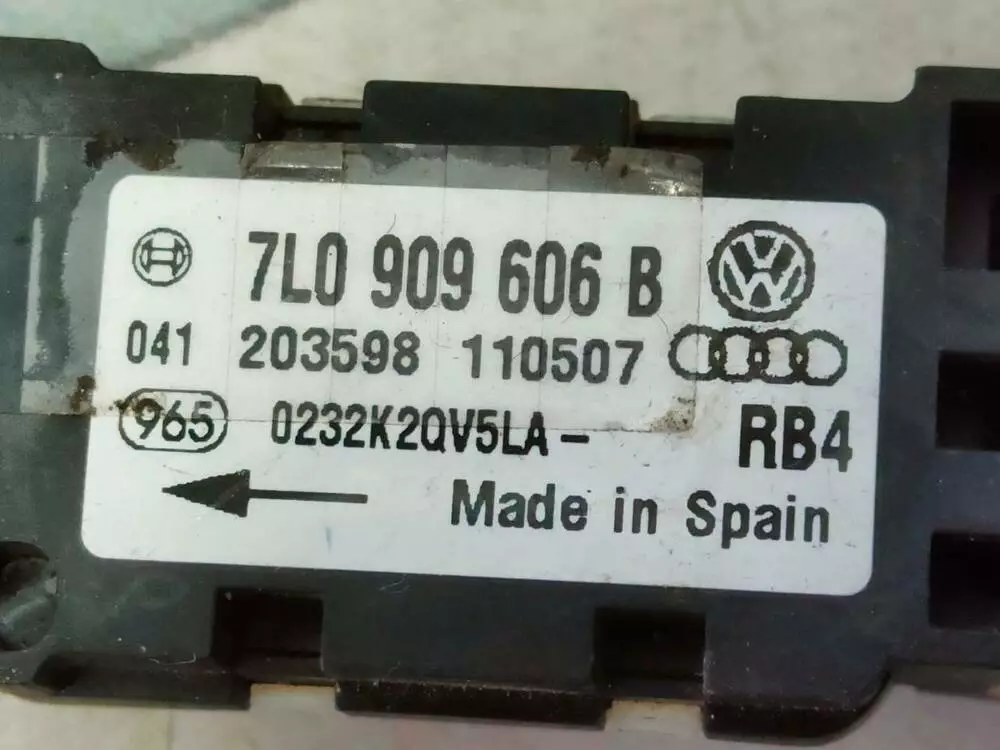 7L0 909 606 B
041 203598 110507
965 0232K2QV5LA-
RB4
Made in Spain